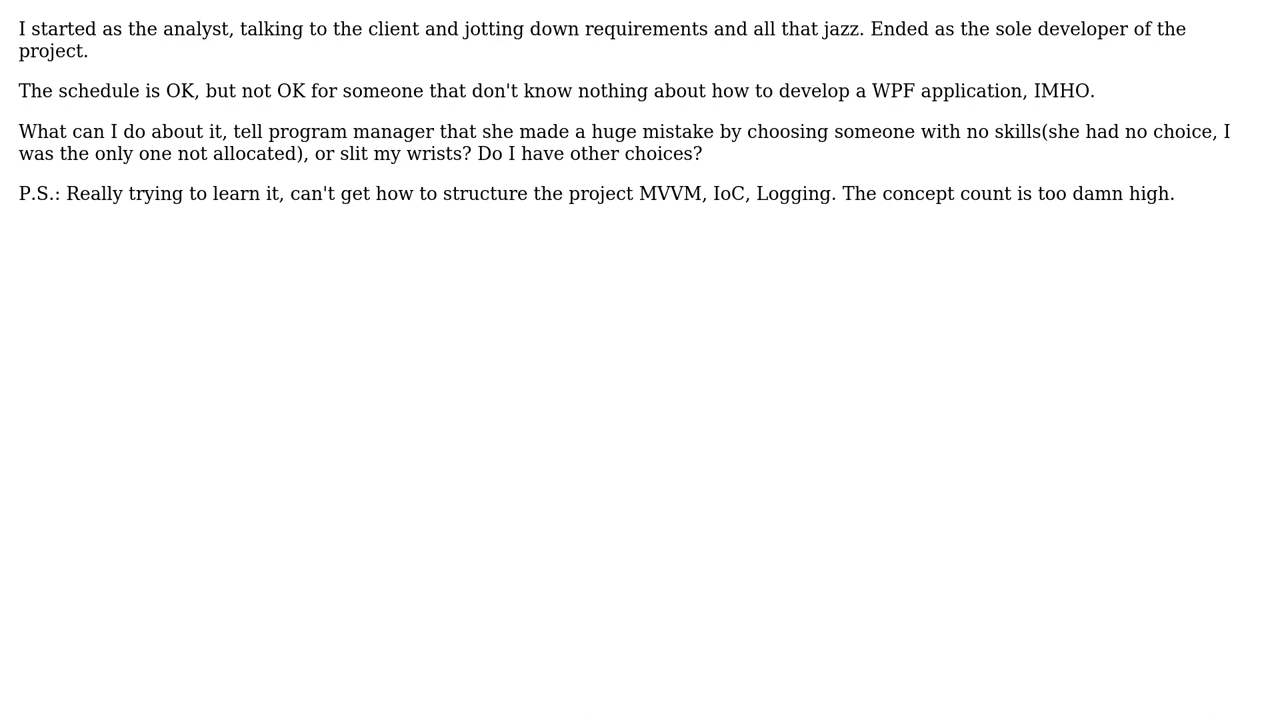 I started as the analyst, talking to the client and jotting down requirements and all that jazz. Ended as the sole developer of the
project.
The schedule is OK, but not OK for someone that don't know nothing about how to develop a WPF application, IMHO.
What can I do about it, tell program manager that she made a huge mistake by choosing someone with no skills(she had no choice, I
was the only one not allocated), or slit my wrists? Do I have other choices?
P.S.: Really trying to learn it, can't get how to structure the project MVVM, IoC, Logging. The concept count is too damn high.